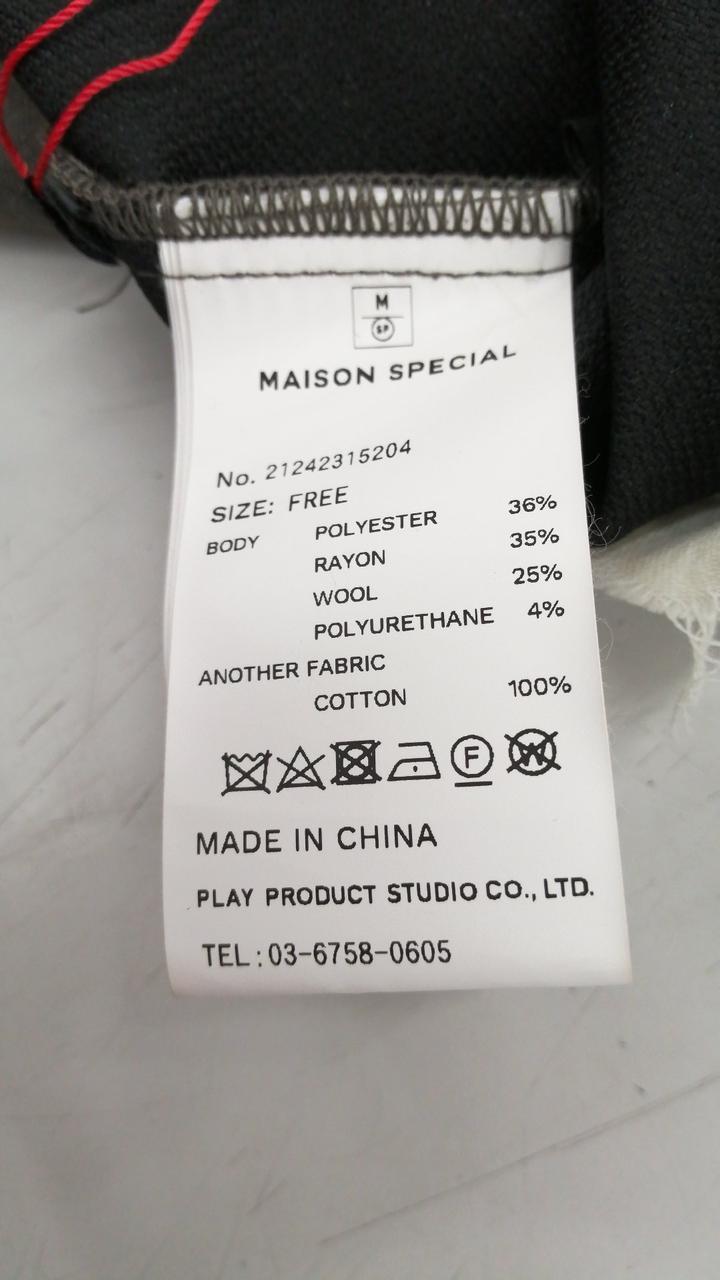 M
SP
MAISON SPECIAL
No. 21242315204
SIZE: FREE
BODY POLYESTER 36%
RAYON 35%
WOOL 25%
POLYURETHANE 4%
ANOTHER FABRIC
COTTON 100%
F W
MADE IN CHINA
PLAY PRODUCT STUDIO CO., LTD.
TEL:03-6758-0605